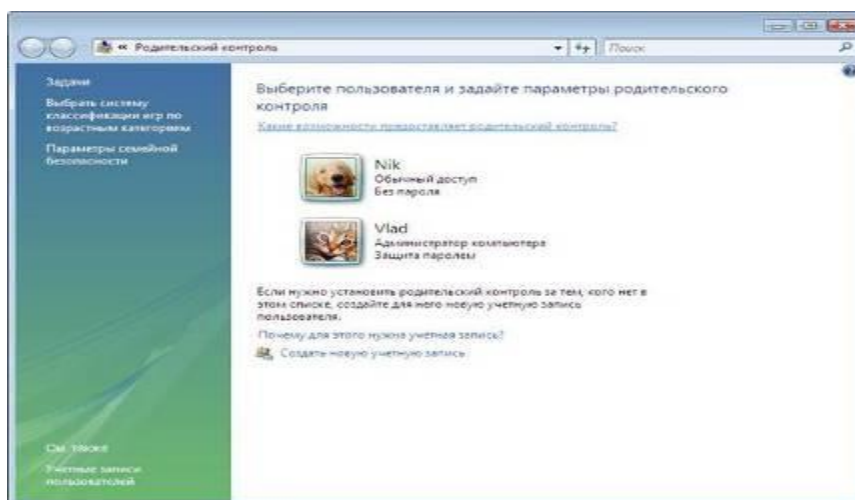 « Родительский контроль
Поиск
Задачи
Выбрать систему
классификации игр по
возрастным категориям
Параметры семейной
безопасности
Выберите пользователя и задайте параметры родительского
контроля
Какие возможности предоставляет родительский контроль?
Nik
Обычный доступ
Без пароля
Vlad
Администратор компьютера
Защита паролем
Если нужно установить родительский контроль за тем, кого нет в
этом списке, создайте для него новую учетную запись
пользователя.
Почему для этого нужна учетная запись?
Создать новую учетную запись
См. также
Учетные записи
пользователей